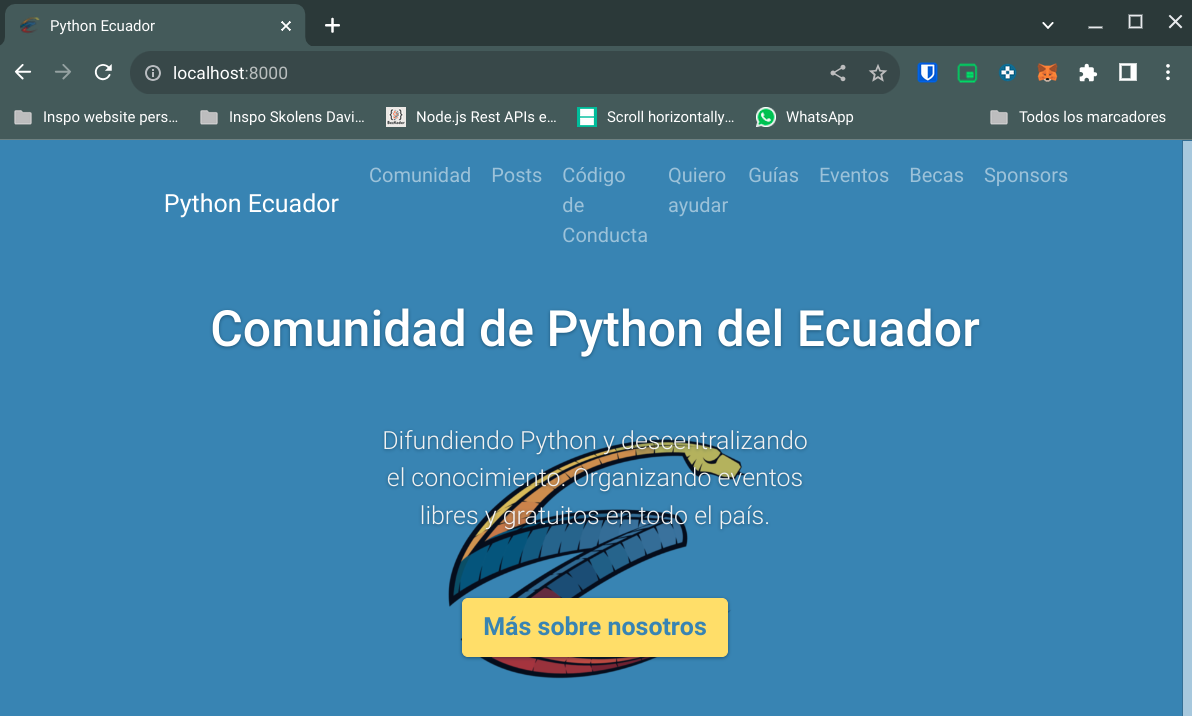 Python Ecuador
localhost:8000
Inspo website pers...
Inspo Skolens Davi...
Node.js Rest APIs e...
Scroll horizontally...
WhatsApp
Todos los marcadores
Python Ecuador
Comunidad
Posts
Código
de
Conducta
Quiero
ayudar
Guías
Eventos
Becas
Sponsors
Comunidad de Python del Ecuador
Difundiendo Python y descentralizando
el conocimiento. Organizando eventos
libres y gratuitos en todo el país.
Más sobre nosotros